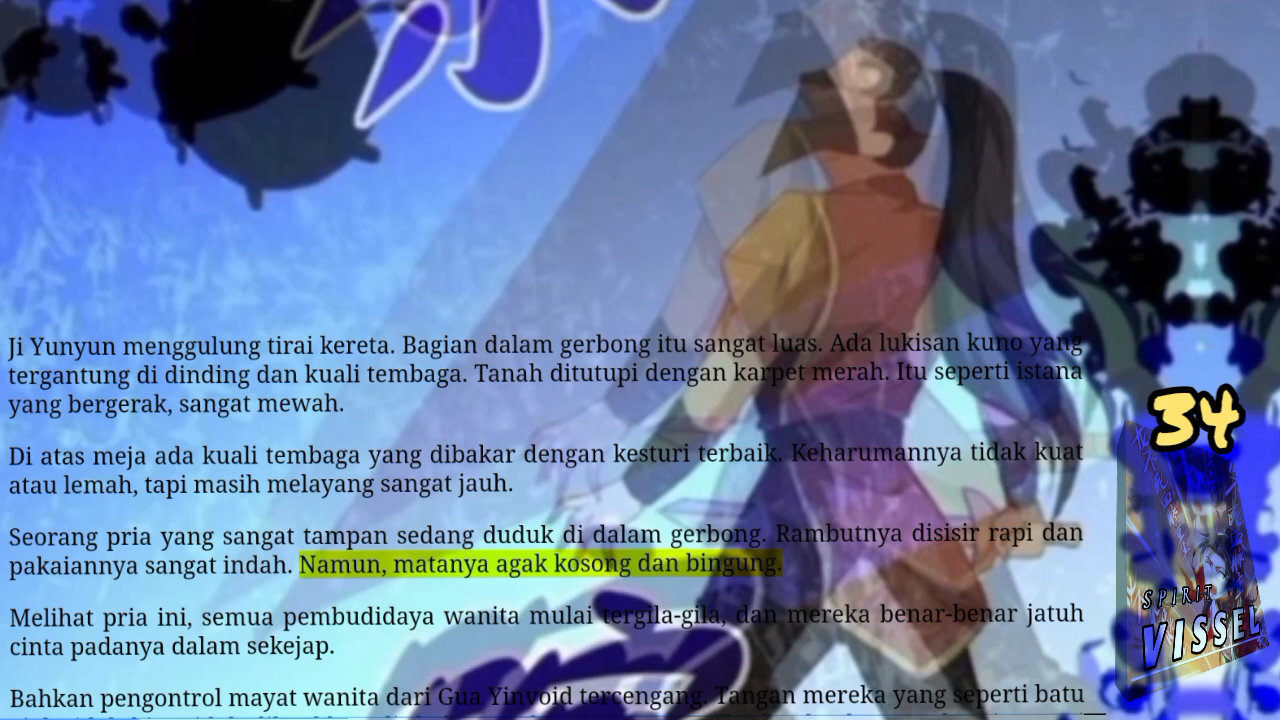 Ji Yunyun menggulung tirai kereta. Bagian dalam gerbong itu sangat luas. Ada lukisan kuno yang
tergantung di dinding dan kuali tembaga. Tanah ditutupi dengan karpet merah. Itu seperti istana
yang bergerak, sangat mewah.
Di atas meja ada kuali tembaga yang dibakar dengan kesturi terbaik. Keharumannya tidak kuat
atau lemah, tapi masih melayang sangat jauh.
Seorang pria yang sangat tampan sedang duduk di dalam gerbong. Rambutnya disisir rapi dan
pakaiannya sangat indah. Namun, matanya agak kosong dan bingung.
Melihat pria ini, semua pembudidaya wanita mulai tergila-gila, dan mereka benar-benar jatuh
cinta padanya dalam sekejap.
Bahkan pengontrol mayat wanita dari Gua Yinvoid tercengang. Tangan mereka yang seperti batu
34
SPIRIT
VISSEL